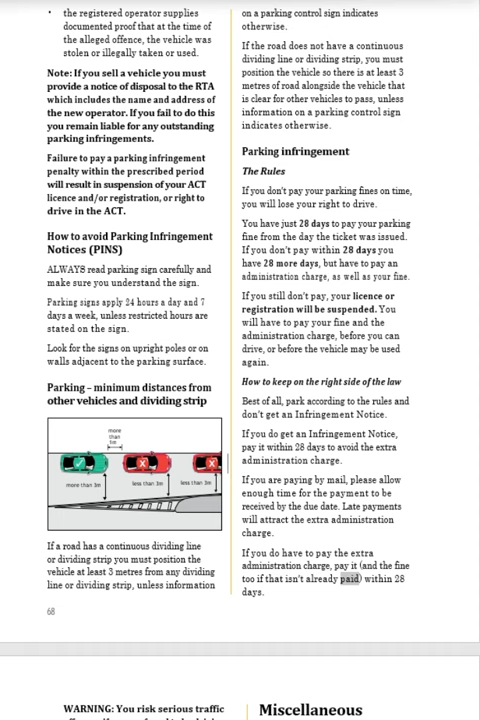 • the registered operator supplies
documented proof that at the time of
the alleged offence, the vehicle was
stolen or illegally taken or used.
Note: If you sell a vehicle you must
provide a notice of disposal to the RTA
which includes the name and address of
the new operator. If you fail to do this
you remain liable for any outstanding
parking infringements.
Failure to pay a parking infringement
penalty within the prescribed period
will result in suspension of your ACT
licence and/or registration, or right to
drive in the ACT.
How to avoid Parking Infringement
Notices (PINS)
ALWAYS read parking sign carefully and
make sure you understand the sign.
Parking signs apply 24 hours a day and 7
days a week, unless restricted hours are
stated on the sign.
Look for the signs on upright poles or on
walls adjacent to the parking surface.
Parking – minimum distances from
other vehicles and dividing strip
more
than
1m
more than 3m
less than 3m
less than 3m
If a road has a continuous dividing line
or dividing strip you must position the
vehicle at least 3 metres from any dividing
line or dividing strip, unless information
68
on a parking control sign indicates
otherwise.
If the road does not have a continuous
dividing line or dividing strip, you must
position the vehicle so there is at least 3
metres of road alongside the vehicle that
is clear for other vehicles to pass, unless
information on a parking control sign
indicates otherwise.
Parking infringement
The Rules
If you don't pay your parking fines on time,
you will lose your right to drive.
You have just 28 days to pay your parking
fine from the day the ticket was issued.
If you don't pay within 28 days you
have 28 more days, but have to pay an
administration charge, as well as your fine.
If you still don't pay, your licence or
registration will be suspended. You
will have to pay your fine and the
administration charge, before you can
drive, or before the vehicle may be used
again.
How to keep on the right side of the law
Best of all, park according to the rules and
don't get an Infringement Notice.
If you do get an Infringement Notice,
pay it within 28 days to avoid the extra
administration charge.
If you are paying by mail, please allow
enough time for the payment to be
received by the due date. Late payments
will attract the extra administration
charge.
If you do have to pay the extra
administration charge, pay it (and the fine
too if that isn't already paid) within 28
days.
WARNING: You risk serious traffic
Miscellaneous